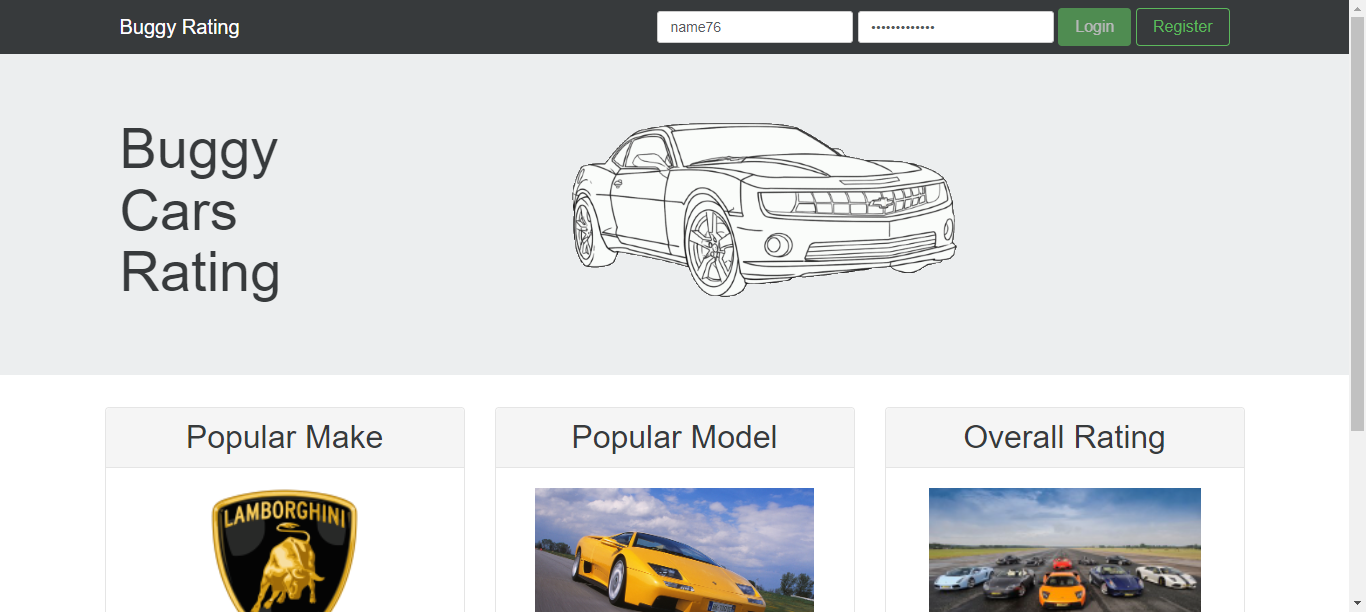 Buggy Rating
name76
•••••••••••••
Login
Register
Buggy
Cars
Rating
Popular Make
Popular Model
Overall Rating
LAMBORGHINI